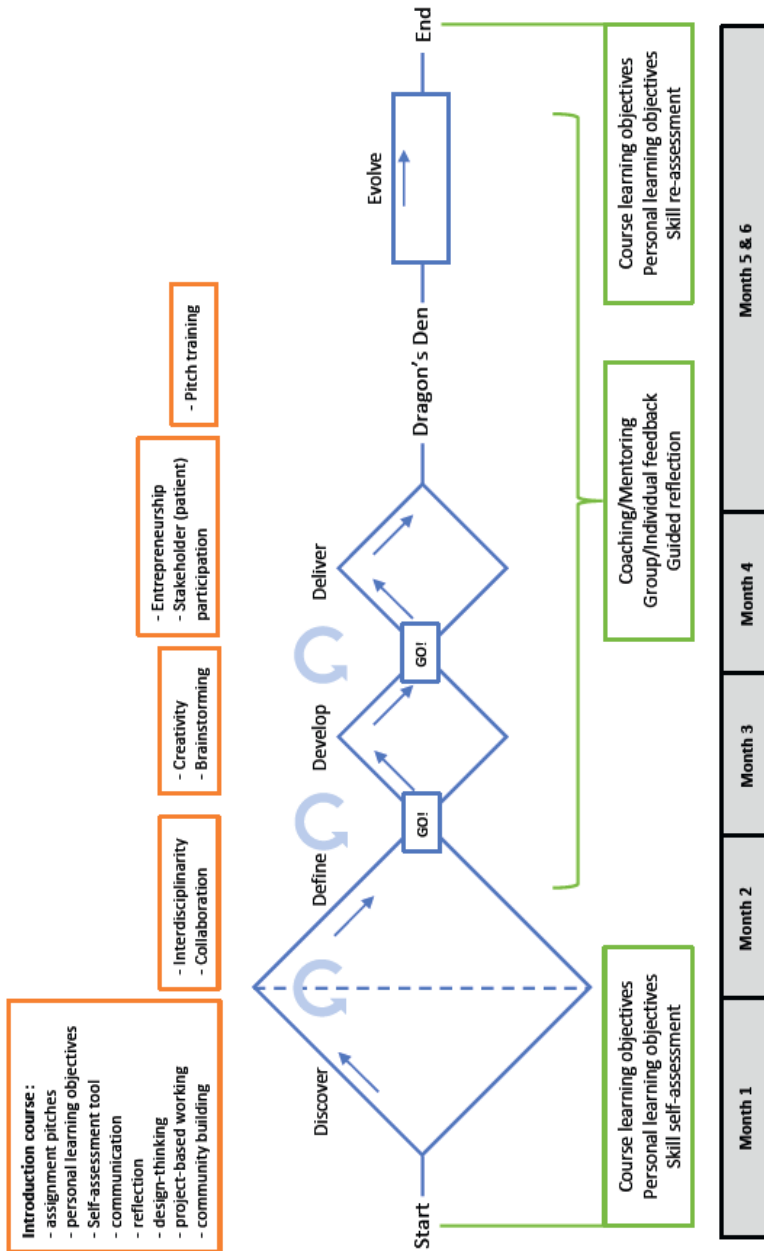 Introduction course :
- assignment pitches
- personal learning objectives
- Self-assessment tool
- communication
- reflection
- design-thinking
- project-based working
- community building
- Interdisciplinarity
- Collaboration
- Creativity
- Brainstorming
- Entrepreneurship
- Stakeholder (patient)
participation
- Pitch training
Start
Discover
Define
GO!
Develop
GO!
Deliver
Dragon's Den
Evolve
End
Course learning objectives
Personal learning objectives
Skill self-assessment
Coaching/Mentoring
Group/Individual feedback
Guided reflection
Course learning objectives
Personal learning objectives
Skill re-assessment
Month 1
Month 2
Month 3
Month 4
Month 5 & 6